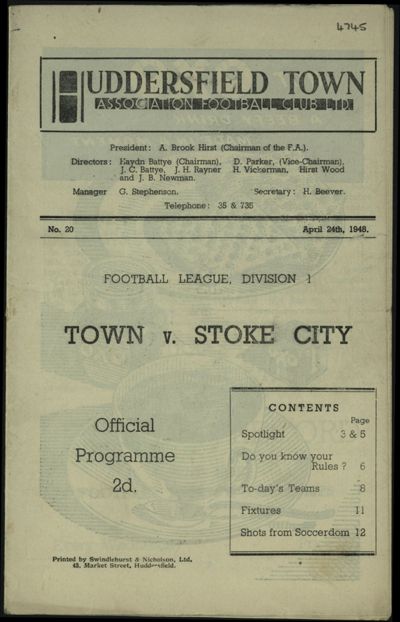 4745
HUDDERSFIELD TOWN
ASSOCIATION FOOTBALL CLUB LTD.
President: A. Brook Hirst (Chairman of the F.A.).
Directors: Haydn Battye (Chairman), D. Parker, (Vice-Chairman),
J. C. Battye, J. H. Rayner H. Vickerman, Hirst Wood
and J. B. Newman.
Manager G. Stephenson. Secretary: H. Beever.
Telephone: 35 & 735
No. 20 April 24th, 1948.
FOOTBALL LEAGUE, DIVISION 1
TOWN v. STOKE CITY
Official
Programme
2d.
CONTENTS
Page
Spotlight 3 & 5
Do you know your
Rules? 6
To-day's Teams 8
Fixtures 11
Shots from Soccerdom 12
Printed by Swindlehurst & Nicholson, Ltd,
43, Market Street, Huddersfield.